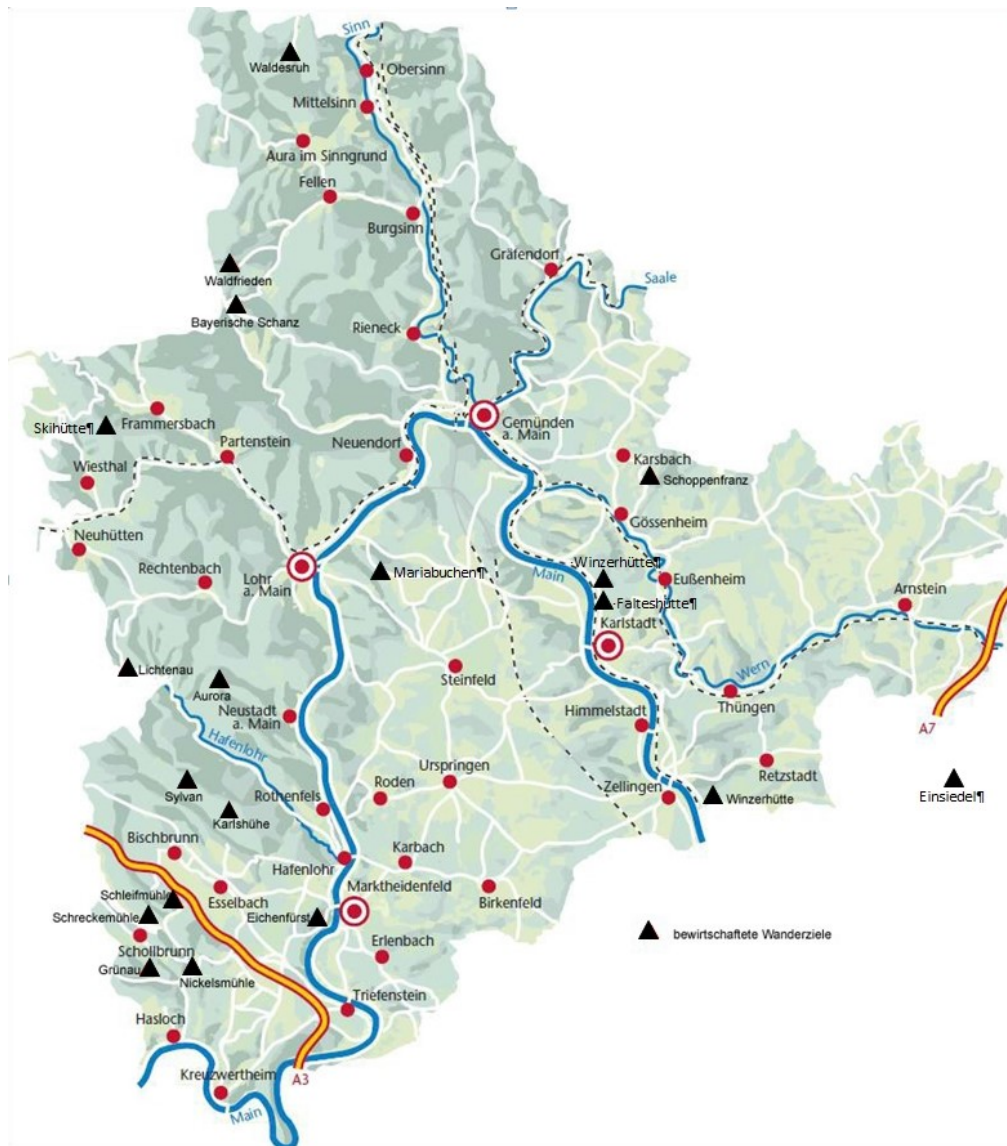 Sinn
Waldesruh
Obersinn
Mittelsinn
Aura im Sinngrund
Fellen
Burgsinn
Gräfendorf
Saale
Waldfrieden
Bayerische Schanz
Rieneck
Frammersbach
Skihütte¶
Gemünden
a. Main
Partenstein
Neuendorf
Wiesthal
Karsbach
Schoppenfranz
Gössenheim
Neuhütten
Rechtenbach
Lohr
a. Main
Mariabuchen¶
Main
Winzerhütte¶
Falteshütte¶
Karlstadt
Eußenheim
Arnstein
Lichtenau
Aurora
Steinfeld
Wern
Thüngen
Neustadt
a. Main
Himmelstadt
A7
Hafenlohr
Urspringen
Retzstadt
Sylvan
Karlshühe
Rothenfels
Roden
Zellingen
Winzerhütte
Einsiedel¶
Bischbrunn
Hafenlohr
Karbach
Marktheidenfeld
Birkenfeld
Schleifmühle
Esselbach
Schreckemühle
Eichenfürst
bewirtschaftete Wanderziele
Schollbrunn
Erlenbach
Grünau
Nickelsmühle
Triefenstein
Hasloch
Kreuzwertheim
A3
Main